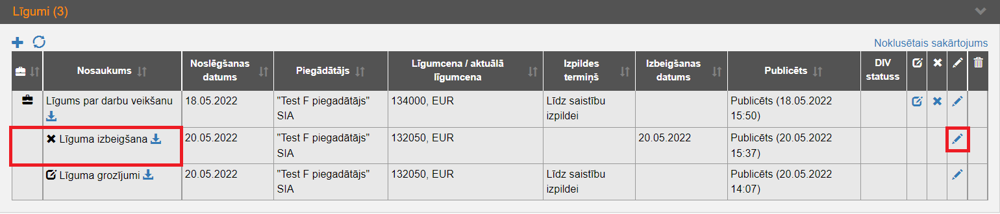 Līgumi (3)
Noklusētais sakārtojums
Nosaukums
Noslēgšanas
datums
Piegādātājs
Līgumcena / aktuālā
līgumcena
Izpildes
termiņš
Izbeigšanas
datums
Publicēts
DIV
statuss
Līgums par darbu veikšanu
18.05.2022
"Test F piegadātājs"
SIA
134000, EUR
Līdz saistību
izpildei
Publicēts (18.05.2022
15:50)
Līguma izbeigšana
20.05.2022
"Test F piegadātājs"
SIA
132050, EUR
20.05.2022
Publicēts (20.05.2022
15:37)
Līguma grozījumi
20.05.2022
"Test F piegadātājs"
SIA
132050, EUR
Līdz saistību
izpildei
Publicēts (20.05.2022
14:07)